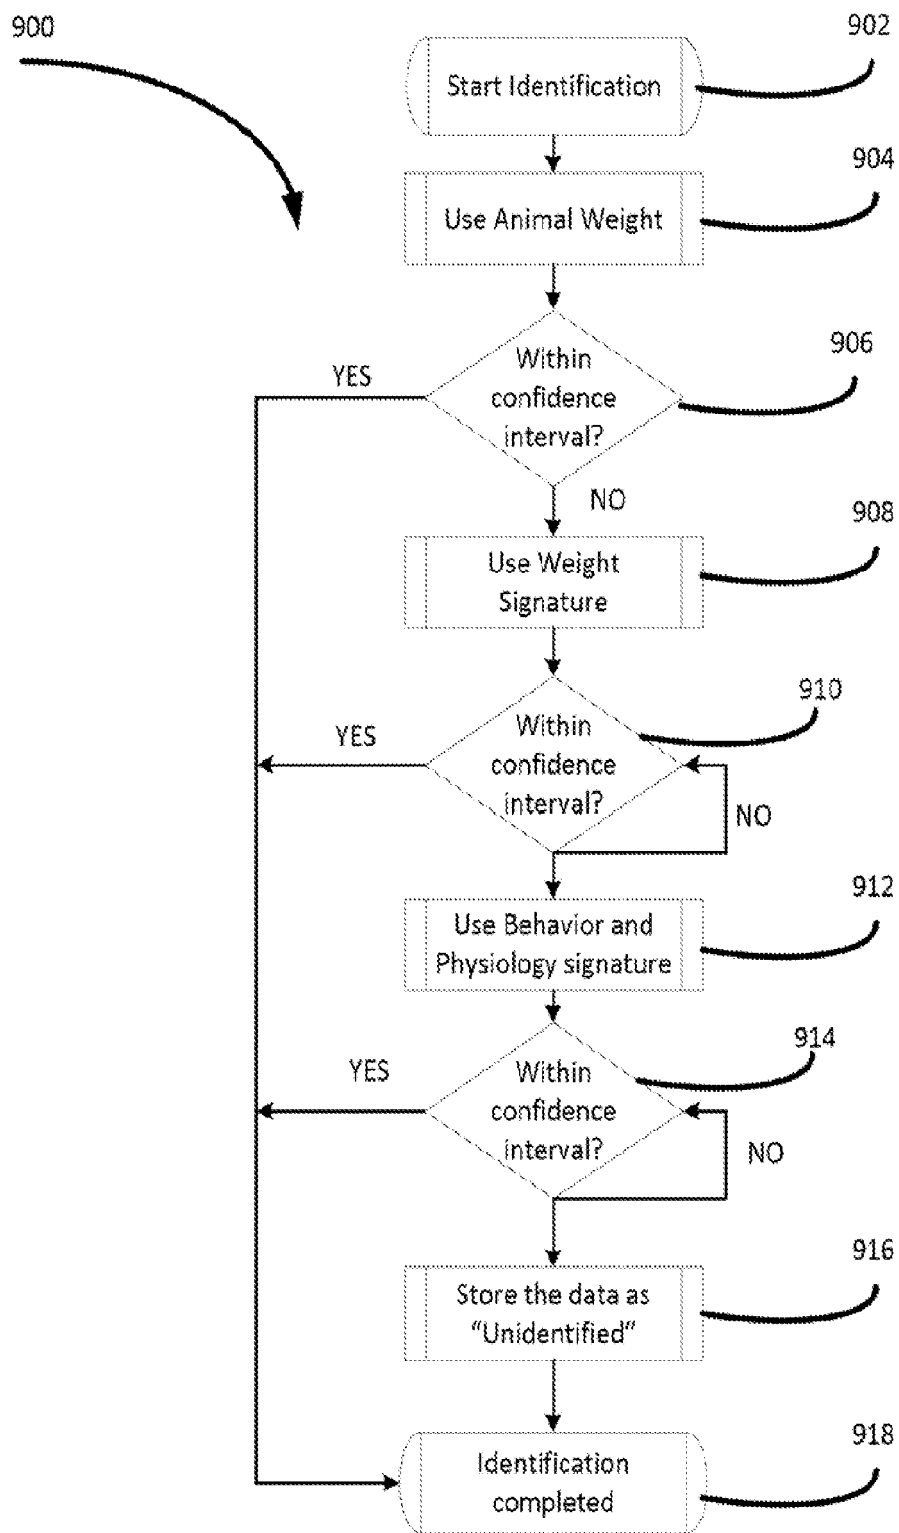 900
902
Start Identification
904
Use Animal Weight
906
Within
confidence
interval?
YES
NO
908
Use Weight
Signature
910
Within
confidence
interval?
YES
NO
912
Use Behavior and
Physiology signature
914
Within
confidence
interval?
YES
NO
916
Store the data as
“Unidentified”
918
Identification
completed